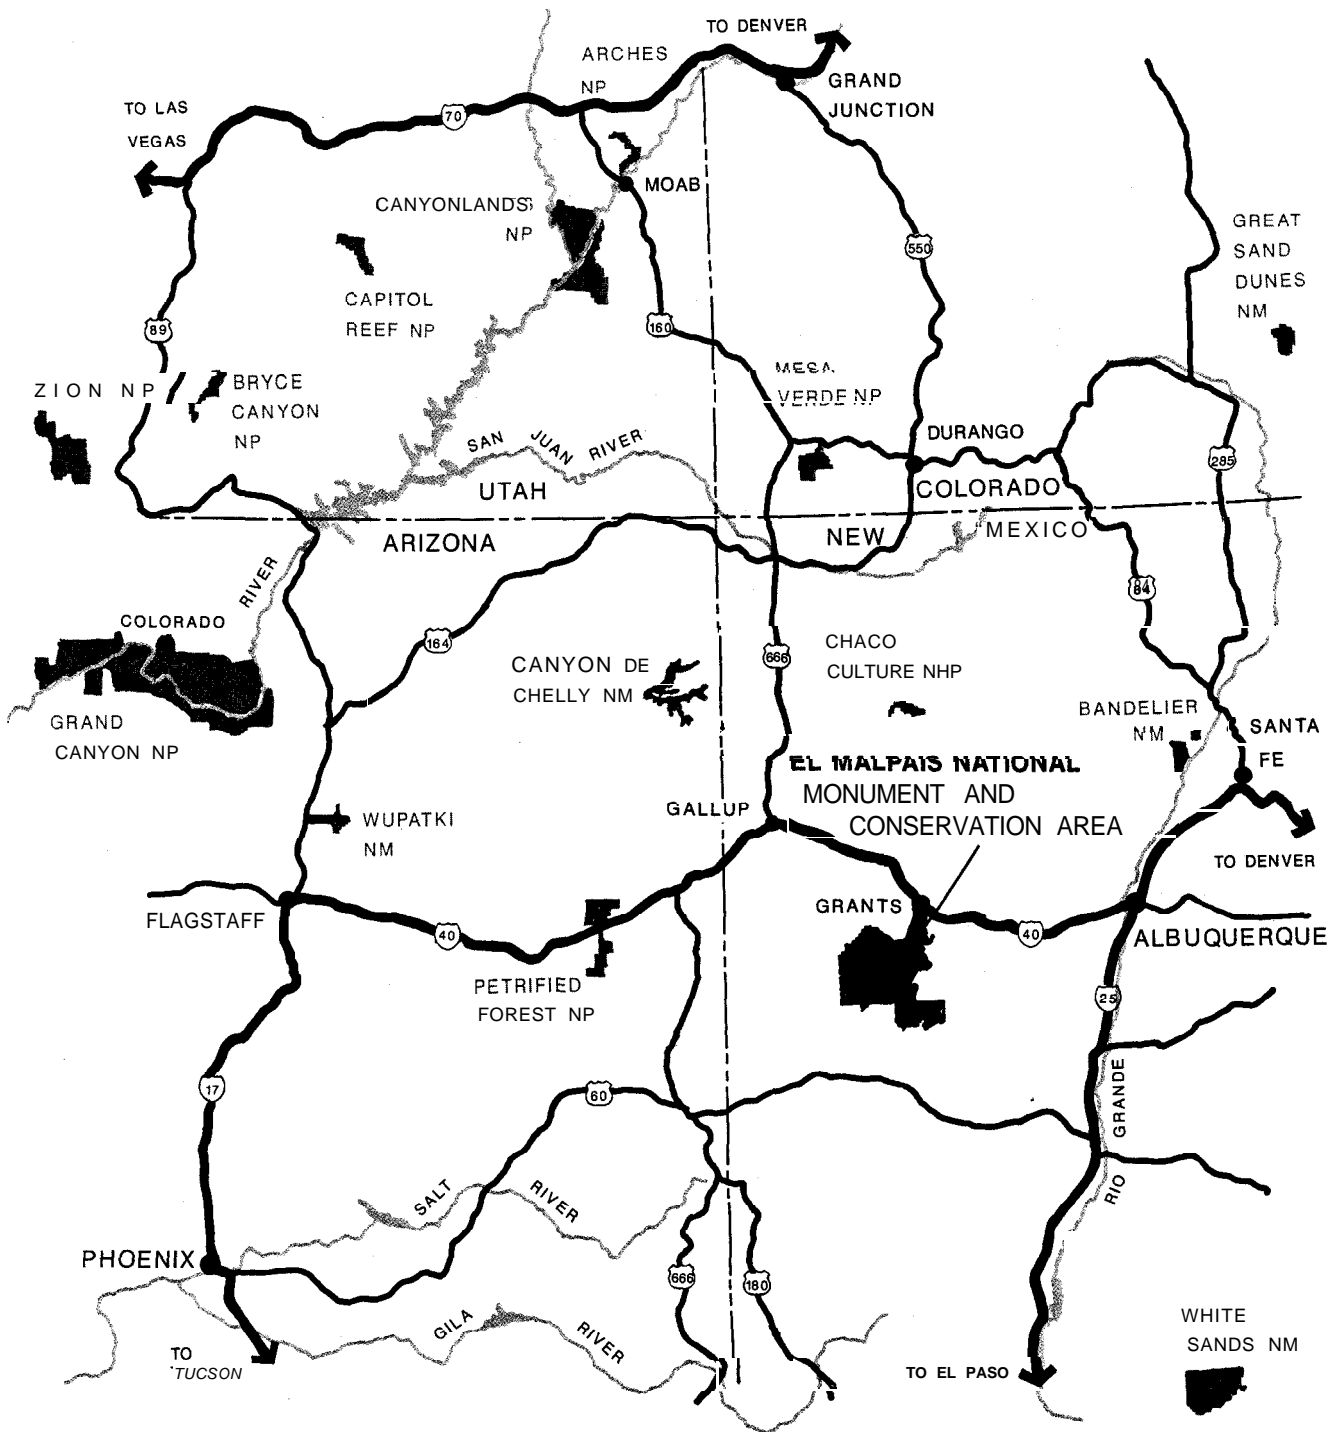 TO DENVER
ARCHES
NP
GRAND
JUNCTION
TO LAS
VEGAS
70
MOAB
CANYONLANDS
NP
550
GREAT
SAND
DUNES
NM
CAPITOL
REEF NP
89
160
MESA
VERDE NP
ZION NP
BRYCE
CANYON
NP
SAN JUAN RIVER
DURANGO
285
UTAH
COLORADO
ARIZONA
NEW MEXICO
RIVER
84
COLORADO
164
666
CHACO
CULTURE NHP
CANYON DE
CHELLY NM
GRAND
CANYON NP
BANDELIER
NM
SANTA
FE
EL MALPAIS NATIONAL
MONUMENT AND
CONSERVATION AREA
GALLUP
WUPATKI
NM
TO DENVER
FLAGSTAFF
GRANTS
40
40
ALBUQUERQUE
PETRIFIED
FOREST NP
25
17
60
RIO GRANDE
SALT RIVER
PHOENIX
666
180
GILA RIVER
WHITE
SANDS NM
TO
TUCSON
TO EL PASO